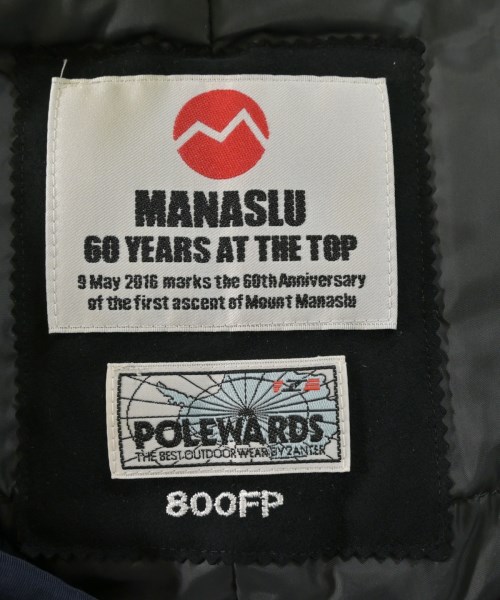 MANASLU
60 YEARS AT THE TOP
9 May 2016 marks the 60th Anniversary
of the first ascent of Mount Manaslu
POLEWARDS
THE BEST OUTDOOR WEAR BY ZANTER
800FP